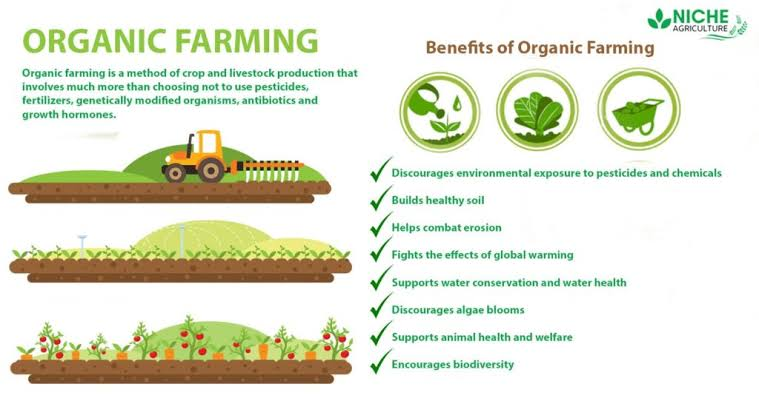 ORGANIC FARMING
Organic farming is a method of crop and livestock production that
involves much more than choosing not to use pesticides,
fertilizers, genetically modified organisms, antibiotics and
growth hormones.
NICHE
AGRICULTURE
Benefits of Organic Farming
Discourages environmental exposure to pesticides and chemicals
Builds healthy soil
Helps combat erosion
Fights the effects of global warming
Supports water conservation and water health
Discourages algae blooms
Supports animal health and welfare
Encourages biodiversity